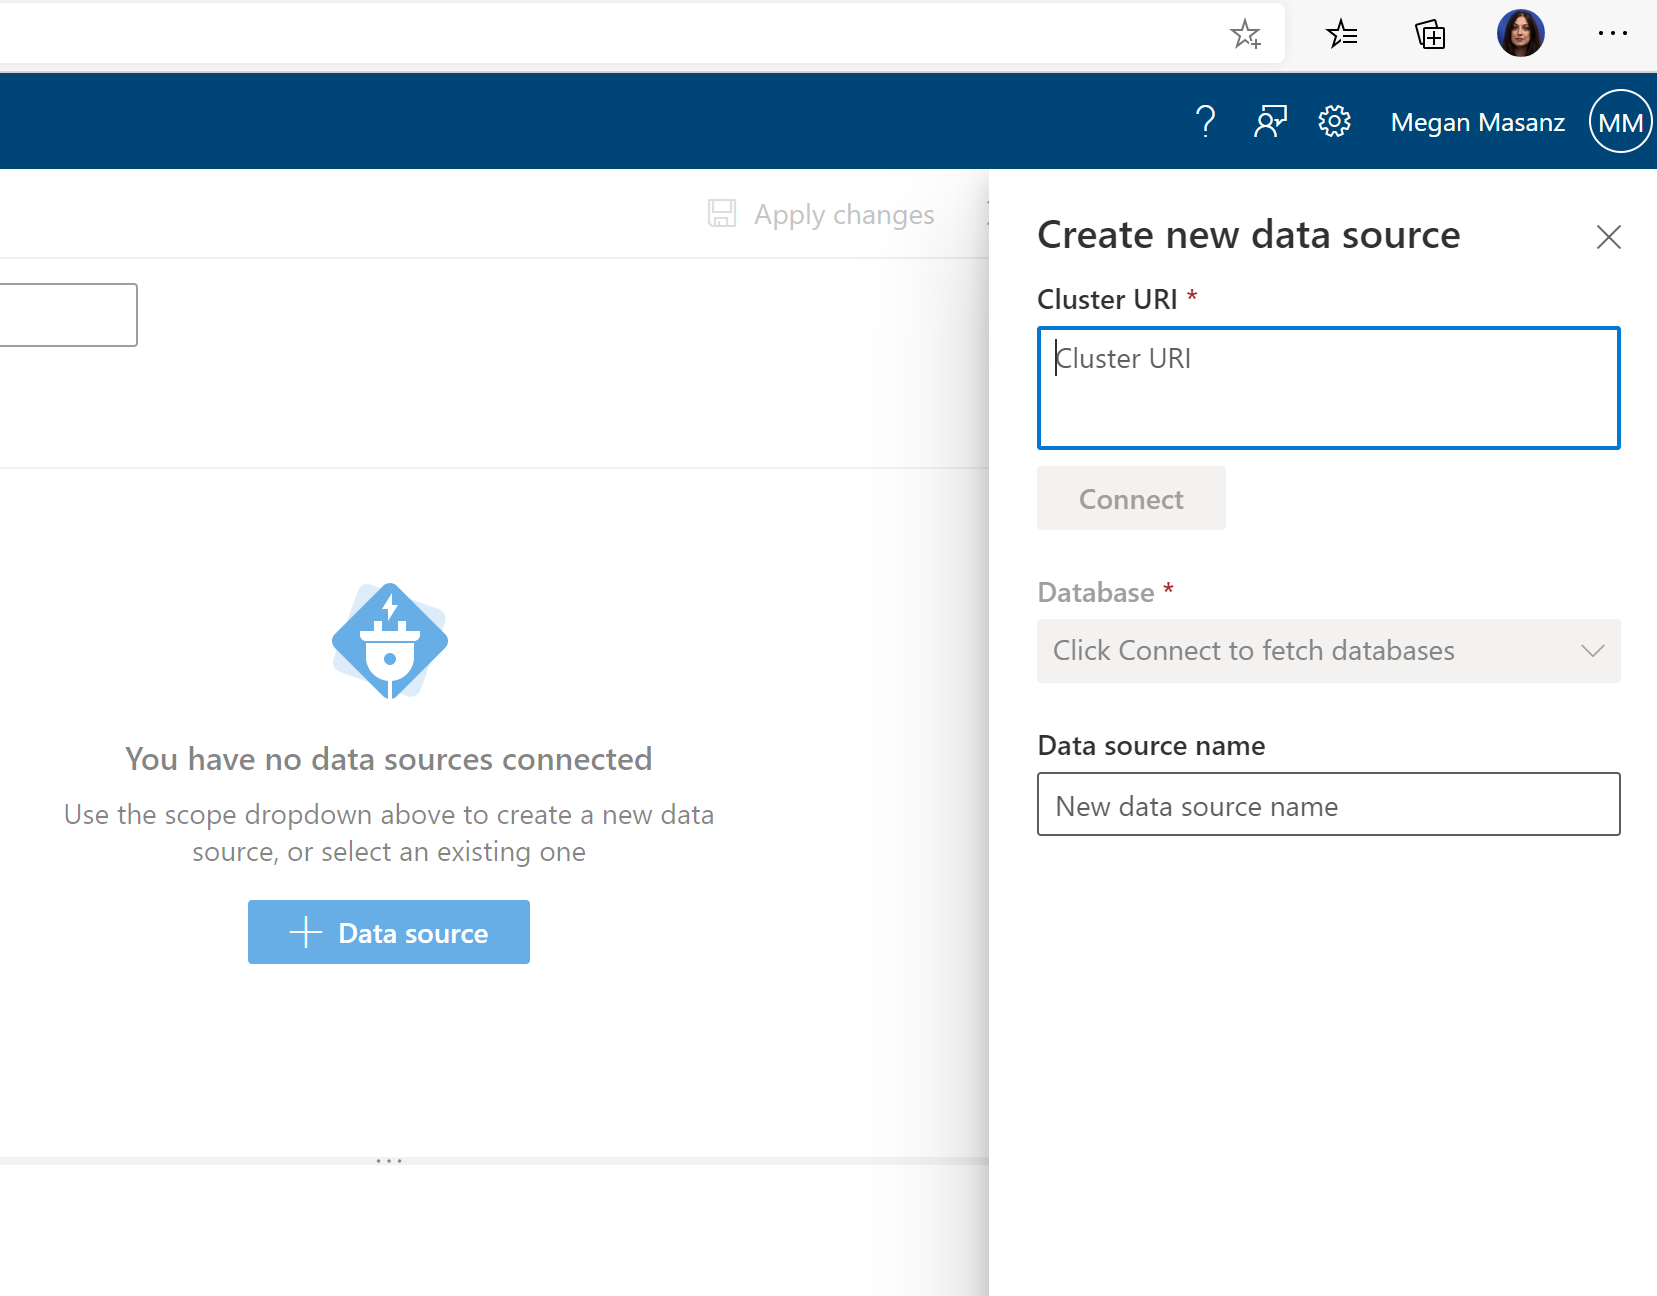 Megan Masanz
MM
Apply changes
Create new data source
Cluster URI *
Cluster URI
Connect
Database *
Click Connect to fetch databases
Data source name
New data source name
You have no data sources connected
Use the scope dropdown above to create a new data
source, or select an existing one
Data source